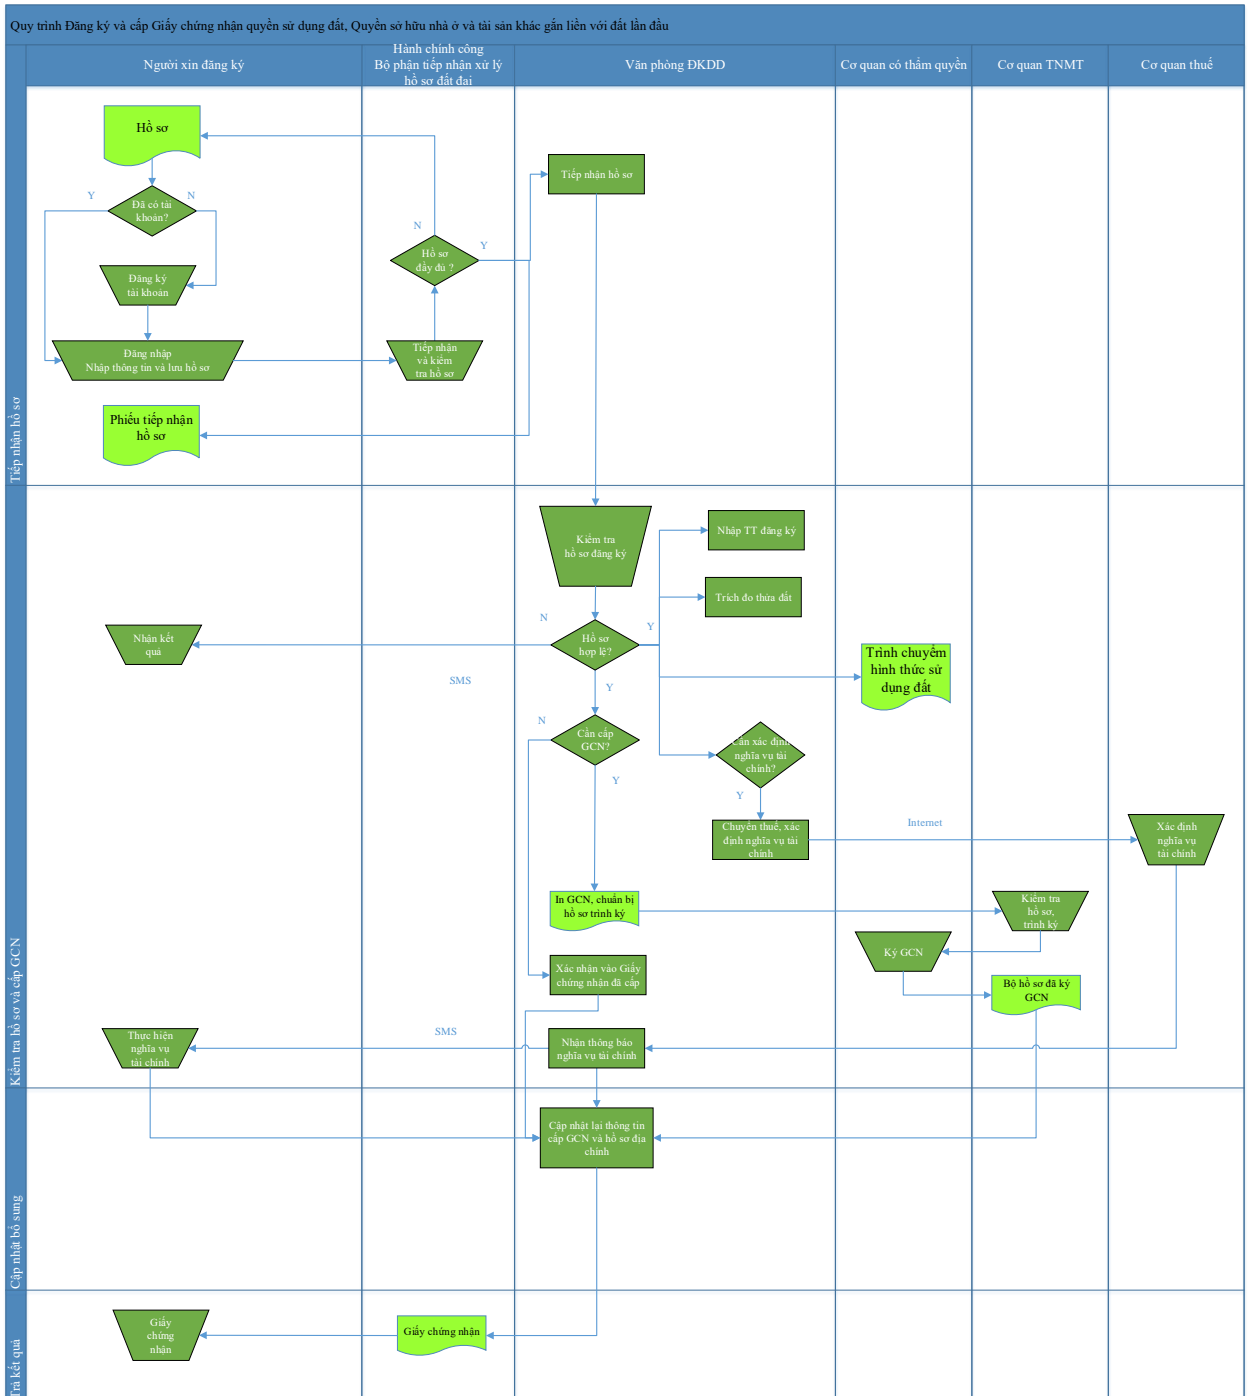 Quy trình Đăng ký và cấp Giấy chứng nhận quyền sử dụng đất, Quyền sở hữu nhà ở và tài sản khác gắn liền với đất lần đầu
Người xin đăng ký
Hành chính công
Bộ phận tiếp nhận xử lý
hồ sơ đất đai
Văn phòng ĐKDD
Cơ quan có thẩm quyền
Cơ quan TNMT
Cơ quan thuế
Tiếp nhận hồ sơ
Hồ sơ
Y
N
Đã có tài
khoản?
Đăng ký
tài khoản
Đăng nhập
Nhập thông tin và lưu hồ sơ
Tiếp nhận
và kiểm
tra hồ sơ
N
Y
Hồ sơ
đầy đủ ?
Tiếp nhận hồ sơ
Phiếu tiếp nhận
hồ sơ
Kiểm tra hồ sơ và cấp GCN
Kiểm tra
hồ sơ đăng ký
Nhập TT đăng ký
Trích đo thửa đất
N
Y
Hồ sơ
hợp lệ?
Nhận kết
quả
SMS
Y
Trình chuyểm
hình thức sử
dụng đất
N
Cần cấp
GCN?
Y
Cần xác định
nghĩa vụ tài
chính?
Y
Chuyển thuế, xác
định nghĩa vụ tài
chính
Internet
Xác định
nghĩa vụ
tài chính
In GCN, chuẩn bị
hồ sơ trình ký
Kiểm tra
hồ sơ,
trình ký
Ký GCN
Xác nhận vào Giấy
chứng nhận đã cấp
Bộ hồ sơ đã ký
GCN
Thực hiện
nghĩa vụ
tài chính
SMS
Nhận thông báo
nghĩa vụ tài chính
Cập nhật bổ sung
Cập nhật lại thông tin
cấp GCN và hồ sơ địa
chính
Trả kết quả
Giấy
chứng
nhận
Giấy chứng nhận